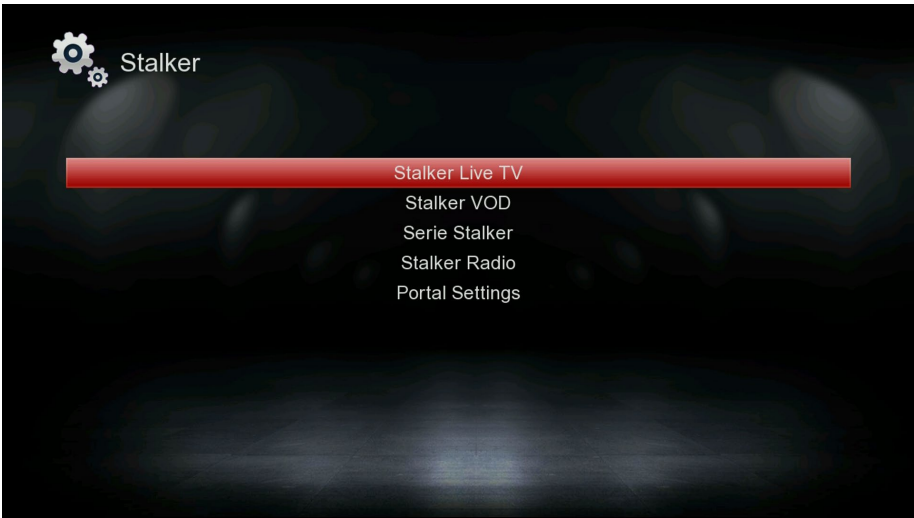 Stalker
Stalker Live TV
Stalker VOD
Serie Stalker
Stalker Radio
Portal Settings